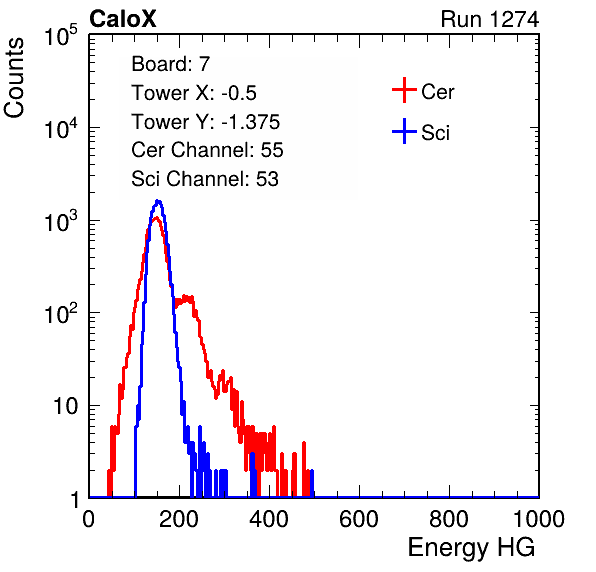 CaloX Run 1274
Counts
Board: 7
Tower X: -0.5
Tower Y: -1.375
Cer Channel: 55
Sci Channel: 53
Cer
Sci
10^5
10^4
10^3
10^2
10
1
0 200 400 600 800 1000
Energy HG